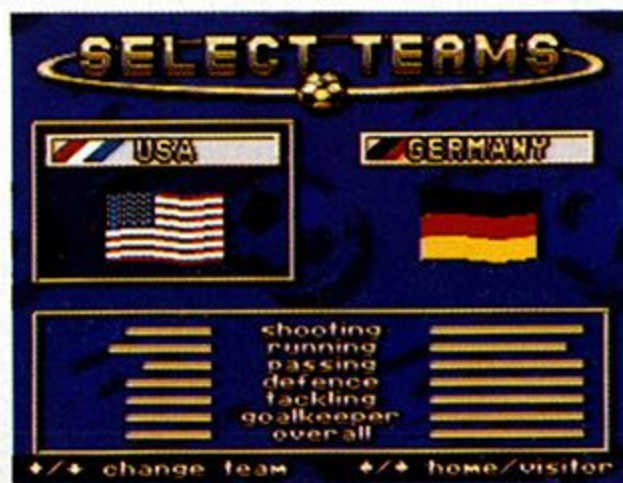 SELECT TEAMS
USA GERMANY
shooting
running
passing
defence
tackling
goalkeeper
overall
↑/↓ change team ←/→ home/visitor